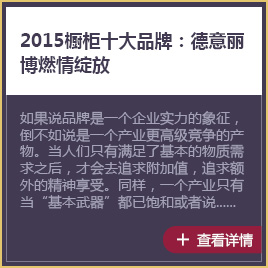 2015橱柜十大品牌：德意丽
博燃情绽放
如果说品牌是一个企业实力的象征，
倒不如说是一个产业更高级竞争的产
物。当人们只有满足了基本的物质需
求之后，才会去追求附加值，追求额
外的精神享受。同样，一个产业只有
当“基本武器”都已饱和或者说......
+ 查看详情